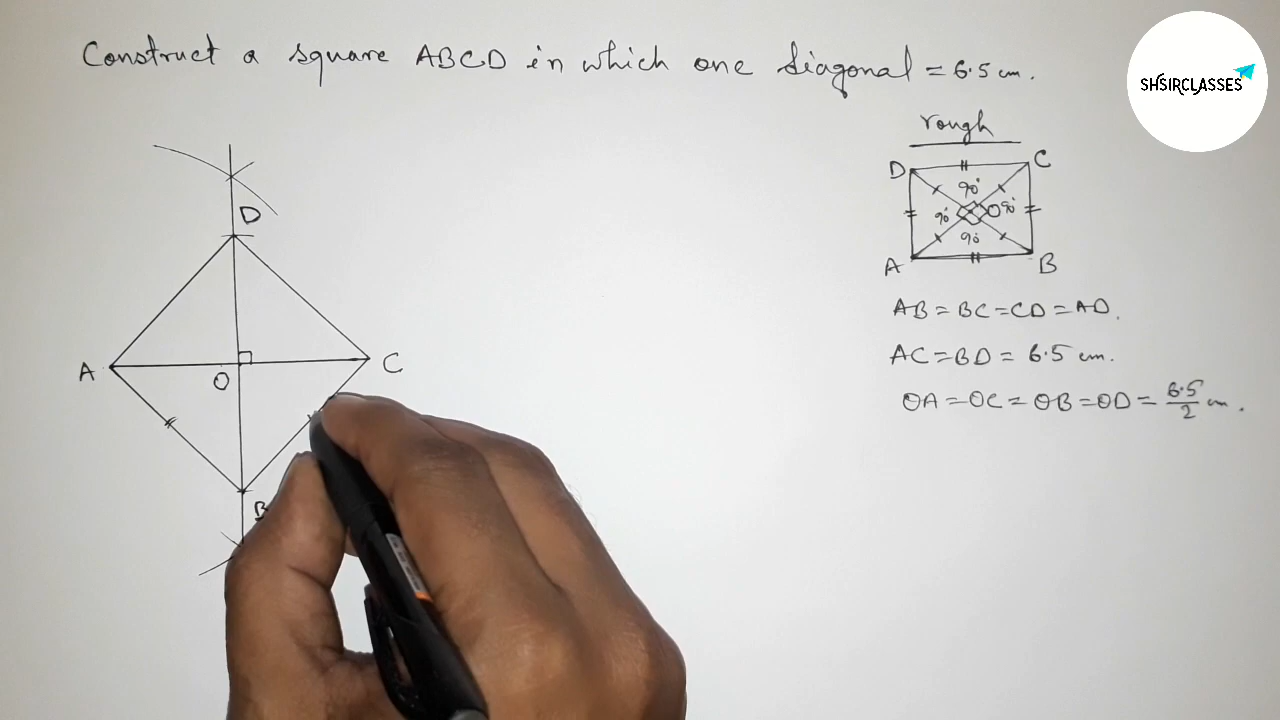 Construct a square ABCD in which one diagonal = 6.5 cm.
SHSIRCLASSES
rough
D C
90°
90° O 90°
90°
A B
AB = BC = CD = AD.
AC = BD = 6.5 cm.
OA = OC = OB = OD = 6.5/2 cm.
D
A O C
B